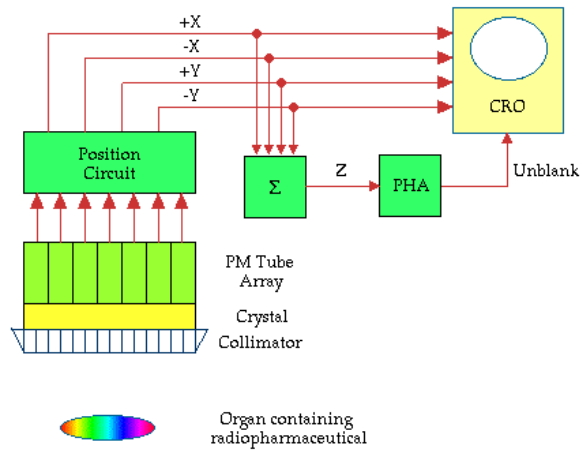 +X
-X
+Y
-Y
CRO
Position
Circuit
Σ
Z
PHA
Unblank
PM Tube
Array
Crystal
Collimator
Organ containing
radiopharmaceutical